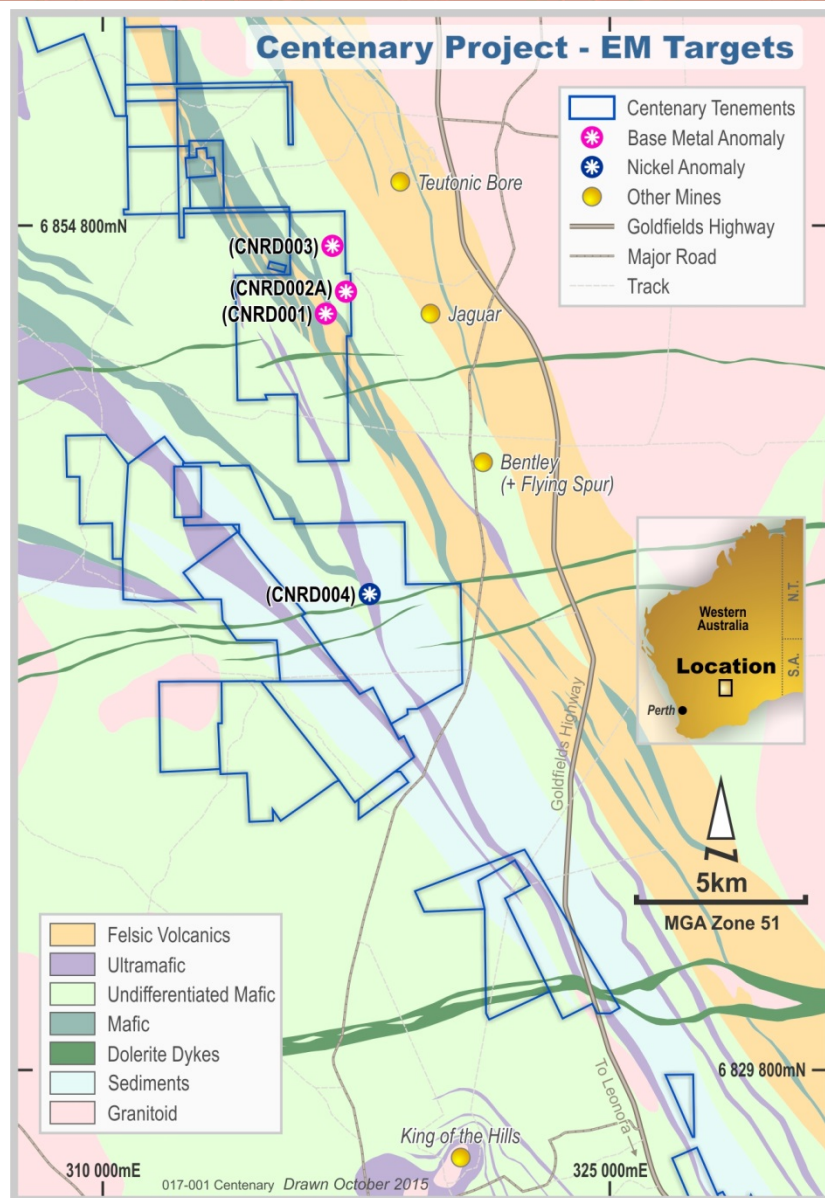 Centenary Project - EM Targets
Centenary Tenements
Base Metal Anomaly
Nickel Anomaly
Other Mines
Goldfields Highway
Major Road
Track
Teutonic Bore
6 854 800mN
(CNRD003)
(CNRD002A)
(CNRD001)
Jaguar
Bentley
(+ Flying Spur)
(CNRD004)
Western
Australia
N.T.
S.A.
Location
Perth
Goldfields Highway
5km
MGA Zone 51
Felsic Volcanics
Ultramafic
Undifferentiated Mafic
Mafic
Dolerite Dykes
Sediments
Granitoid
6 829 800mN
To Leonora
King of the Hills
310 000mE
017-001 Centenary Drawn October 2015
325 000mE